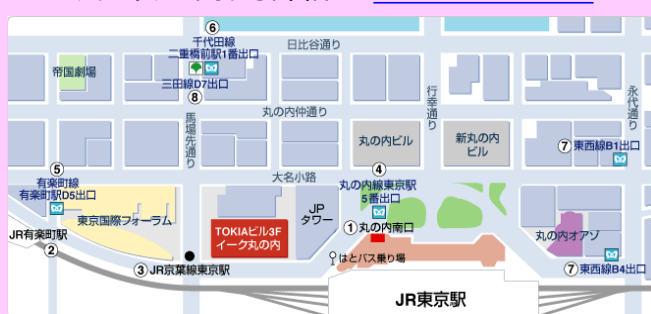 ⑥
千代田線
二重橋前駅1番出口
日比谷通り
帝国劇場
三田線D7出口
⑧
行幸通り
永代通り
丸の内仲通り
馬場先通り
丸の内ビル
新丸の内
ビル
⑦ 東西線B1出口
⑤
有楽町線
有楽町駅D5出口
大名小路
④
丸の内線東京駅
5番出口
東京国際フォーラム
JP
タワー
①丸の内南口
丸の内オアゾ
TOKIAビル3F
イーク丸の内
JR有楽町駅
②
③ JR京葉線東京駅
はとバス乗り場
⑦ 東西線B4出口
JR東京駅